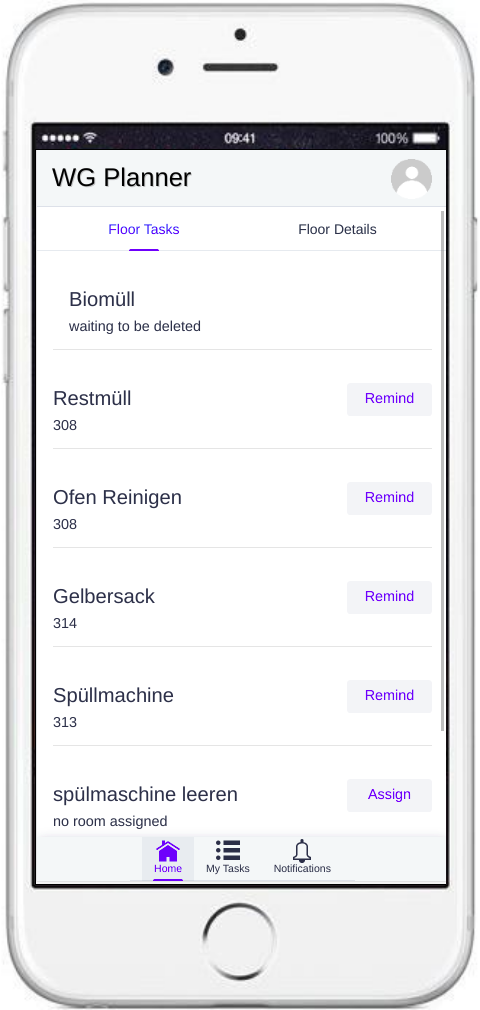 09:41
100%
WG Planner
Floor Tasks
Floor Details
Biomüll
waiting to be deleted
Restmüll
Remind
308
Ofen Reinigen
Remind
308
Gelbersack
Remind
314
Spüllmachine
Remind
313
spülmaschine leeren
Assign
no room assigned
Home
My Tasks
Notifications